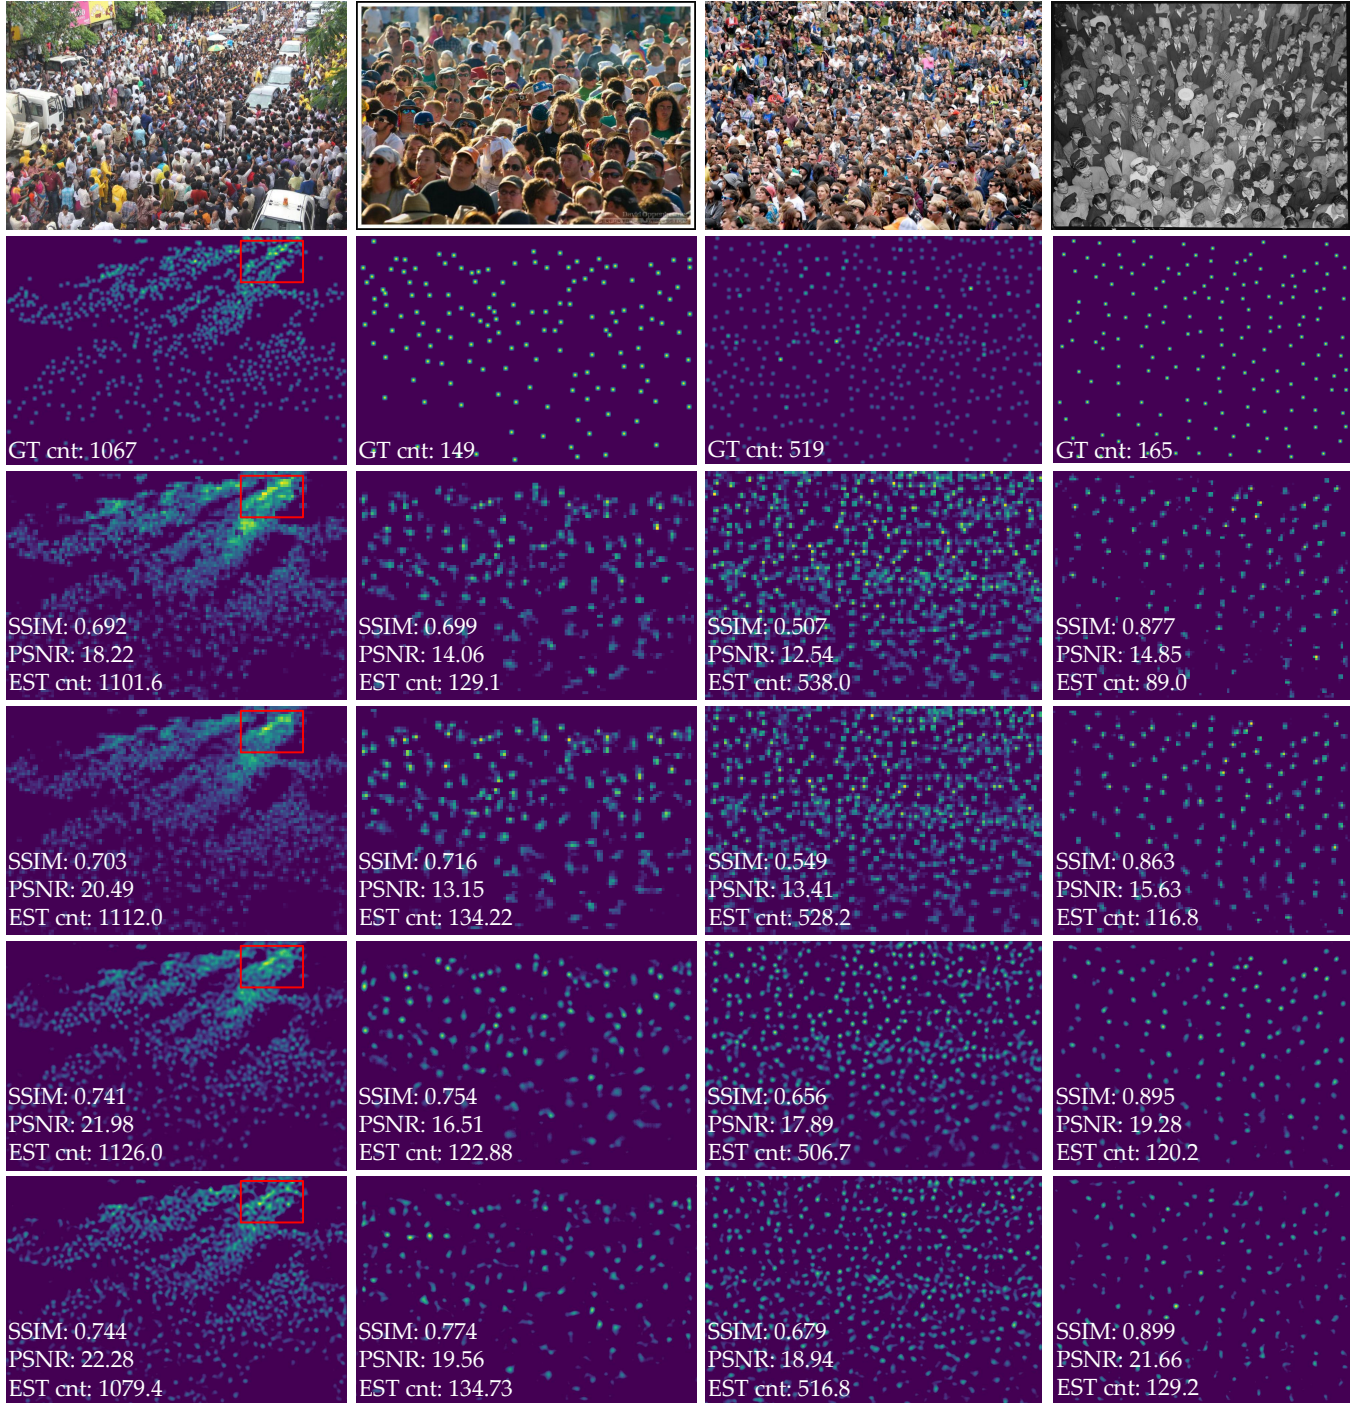 GT cnt: 1067
GT cnt: 149
GT cnt: 519
GT cnt: 165
SSIM: 0.692
PSNR: 18.22
EST cnt: 1101.6
SSIM: 0.699
PSNR: 14.06
EST cnt: 129.1
SSIM: 0.507
PSNR: 12.54
EST cnt: 538.0
SSIM: 0.877
PSNR: 14.85
EST cnt: 89.0
SSIM: 0.703
PSNR: 20.49
EST cnt: 1112.0
SSIM: 0.716
PSNR: 13.15
EST cnt: 134.22
SSIM: 0.549
PSNR: 13.41
EST cnt: 528.2
SSIM: 0.863
PSNR: 15.63
EST cnt: 116.8
SSIM: 0.741
PSNR: 21.98
EST cnt: 1126.0
SSIM: 0.754
PSNR: 16.51
EST cnt: 122.88
SSIM: 0.656
PSNR: 17.89
EST cnt: 506.7
SSIM: 0.895
PSNR: 19.28
EST cnt: 120.2
SSIM: 0.744
PSNR: 22.28
EST cnt: 1079.4
SSIM: 0.774
PSNR: 19.56
EST cnt: 134.73
SSIM: 0.679
PSNR: 18.94
EST cnt: 516.8
SSIM: 0.899
PSNR: 21.66
EST cnt: 129.2